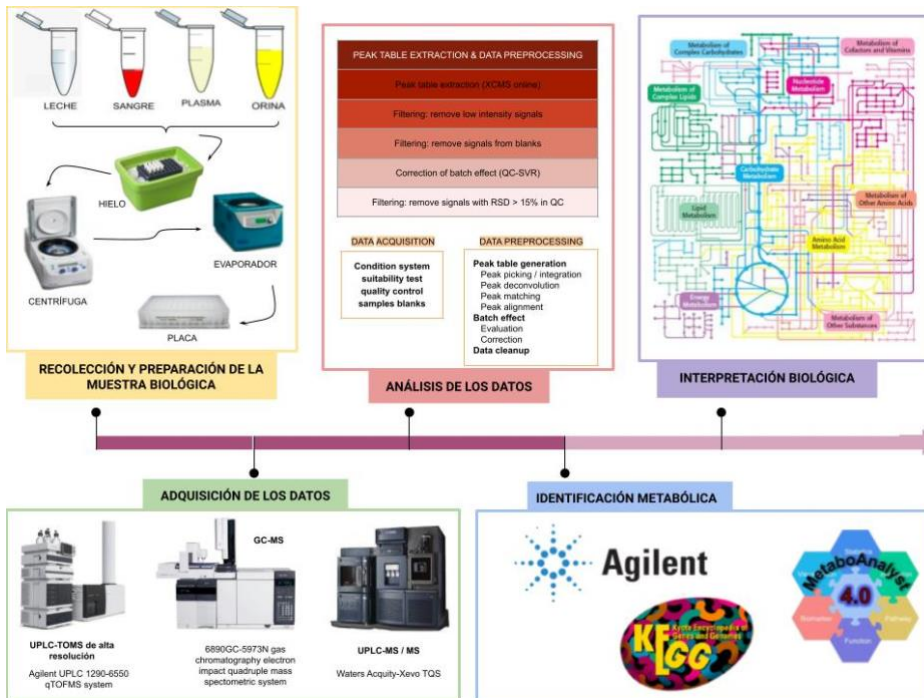 LECHE
SANGRE
PLASMA
ORINA
HIELO
CENTRÍFUGA
EVAPORADOR
PLACA
RECOLECCIÓN Y PREPARACIÓN DE LA
MUESTRA BIOLÓGICA
PEAK TABLE EXTRACTION & DATA PREPROCESSING
Peak table extraction (XCMS online)
Filtering: remove low intensity signals
Filtering: remove signals from blanks
Correction of batch effect (QC-SVR)
Filtering: remove signals with RSD > 15% in QC
DATA ACQUISITION
Condition system
suitability test
quality control
samples blanks
DATA PREPROCESSING
Peak table generation
Peak picking / integration
Peak deconvolution
Peak matching
Peak alignment
Batch effect
Evaluation
Correction
Data cleanup
ANÁLISIS DE LOS DATOS
Metabolism of
Complex Carbohydrates
Metabolism of
Cofactors and Vitamins
Nucleotide
Metabolism
Metabolism of
Complex Lipids
Carbohydrate
Metabolism
Metabolism of
Other Amino Acids
Lipid
Metabolism
Amino Acid
Metabolism
Energy
Metabolism
Metabolism of
Other Substances
INTERPRETACIÓN BIOLÓGICA
ADQUISICIÓN DE LOS DATOS
GC-MS
UPLC-TOMS de alta
resolución
Agilent UPLC 1290-6550
qTOFMS system
6890GC-5973N gas
chromatography electron
impact quadruple mass
spectrometric system
UPLC-MS / MS
Waters Acquity-Xevo TQS
IDENTIFICACIÓN METABÓLICA
Agilent
KEGG
Kyoto Encyclopedia of
Genes and Genomes
MetaboAnalyst
4.0
Biomarker
Function
Pathway